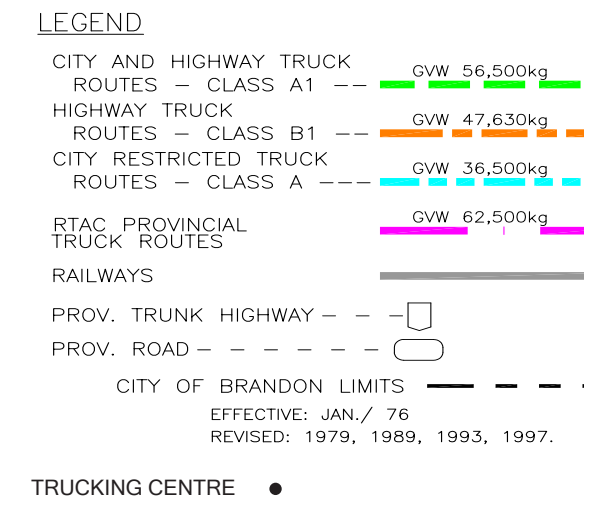 LEGEND
CITY AND HIGHWAY TRUCK
ROUTES – CLASS A1 –– GVW 56,500kg
HIGHWAY TRUCK
ROUTES – CLASS B1 –– GVW 47,630kg
CITY RESTRICTED TRUCK
ROUTES – CLASS A ––– GVW 36,500kg
RTAC PROVINCIAL GVW 62,500kg
TRUCK ROUTES
RAILWAYS
PROV. TRUNK HIGHWAY – – –
PROV. ROAD – – – – – –
CITY OF BRANDON LIMITS
EFFECTIVE: JAN./ 76
REVISED: 1979, 1989, 1993, 1997.
TRUCKING CENTRE ●